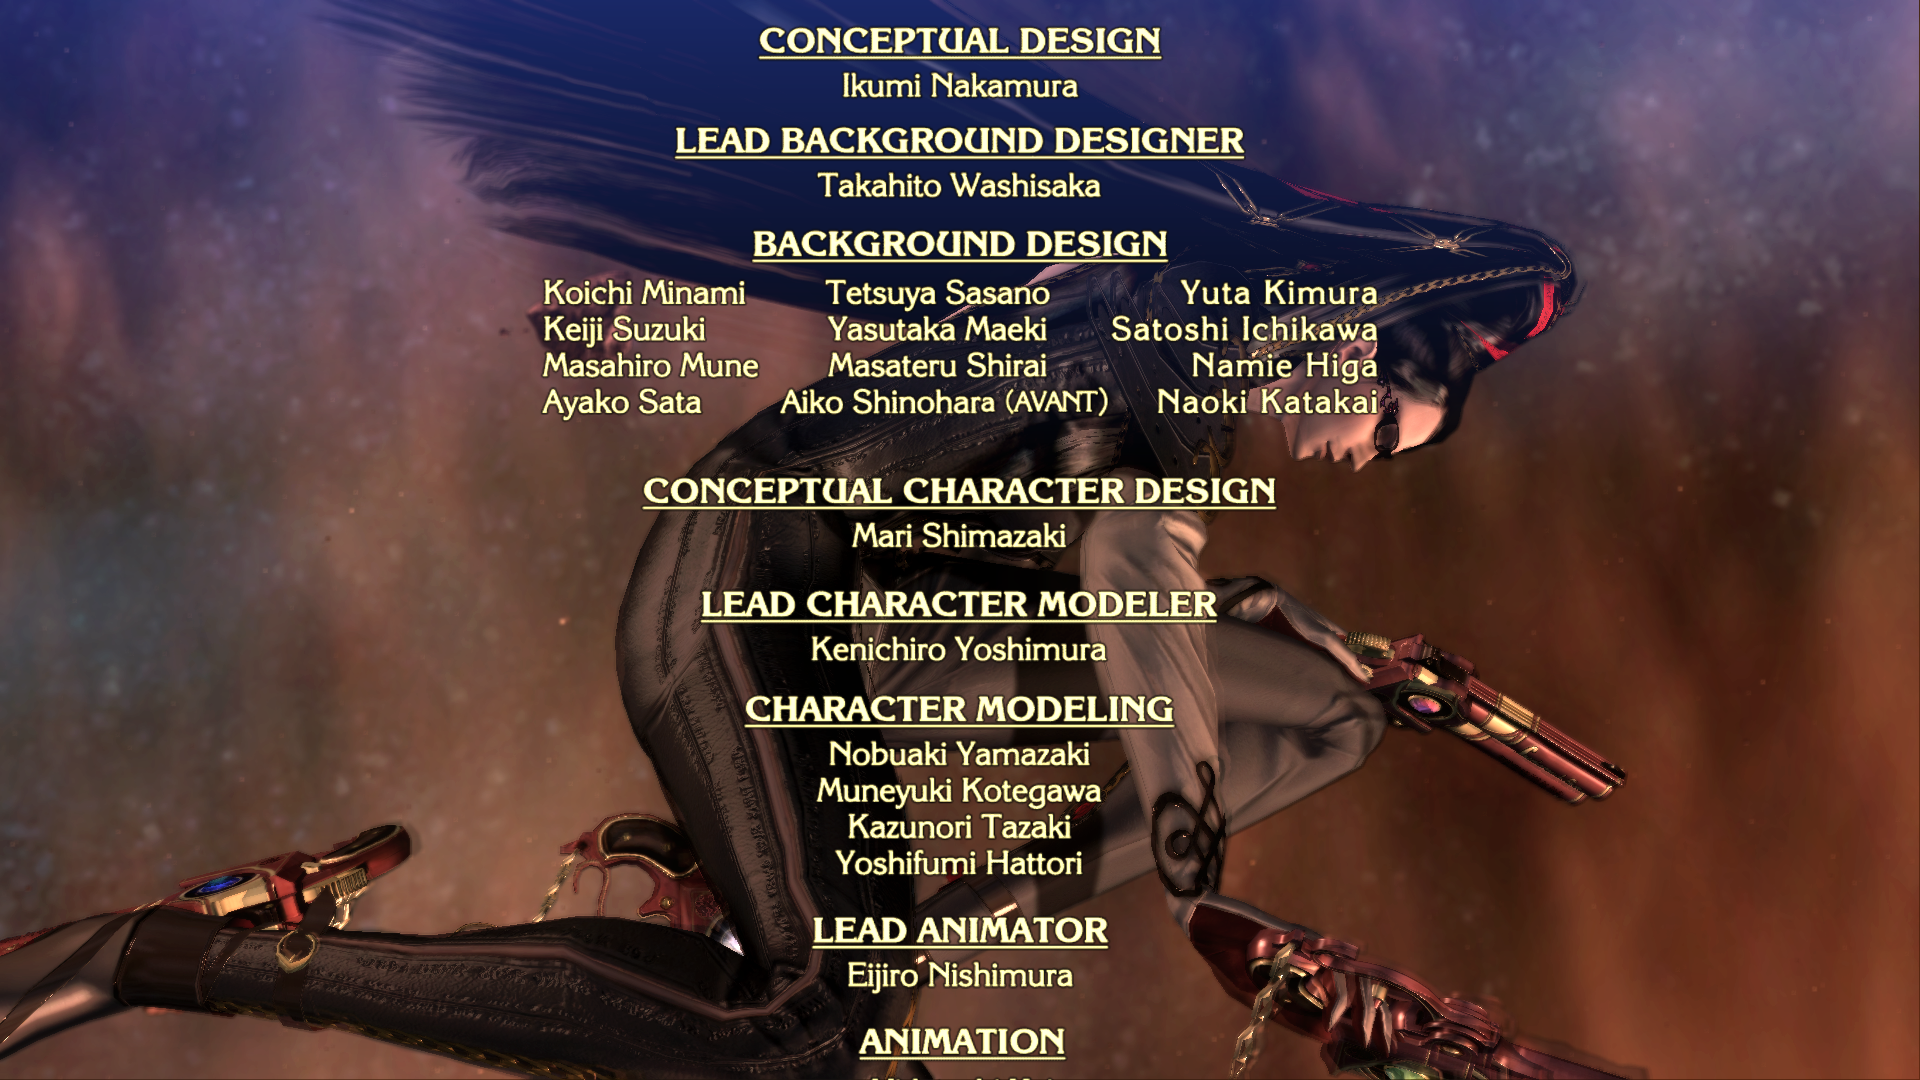 CONCEPTUAL DESIGN
Ikumi Nakamura
LEAD BACKGROUND DESIGNER
Takahito Washisaka
BACKGROUND DESIGN
Koichi Minami Tetsuya Sasano Yuta Kimura
Keiji Suzuki Yasutaka Maeki Satoshi Ichikawa
Masahiro Mune Masateru Shirai Namie Higa
Ayako Sata Aiko Shinohara (AVANT) Naoki Katakai
CONCEPTUAL CHARACTER DESIGN
Mari Shimazaki
LEAD CHARACTER MODELER
Kenichiro Yoshimura
CHARACTER MODELING
Nobuaki Yamazaki
Muneyuki Kotegawa
Kazunori Tazaki
Yoshifumi Hattori
LEAD ANIMATOR
Eijiro Nishimura
ANIMATION